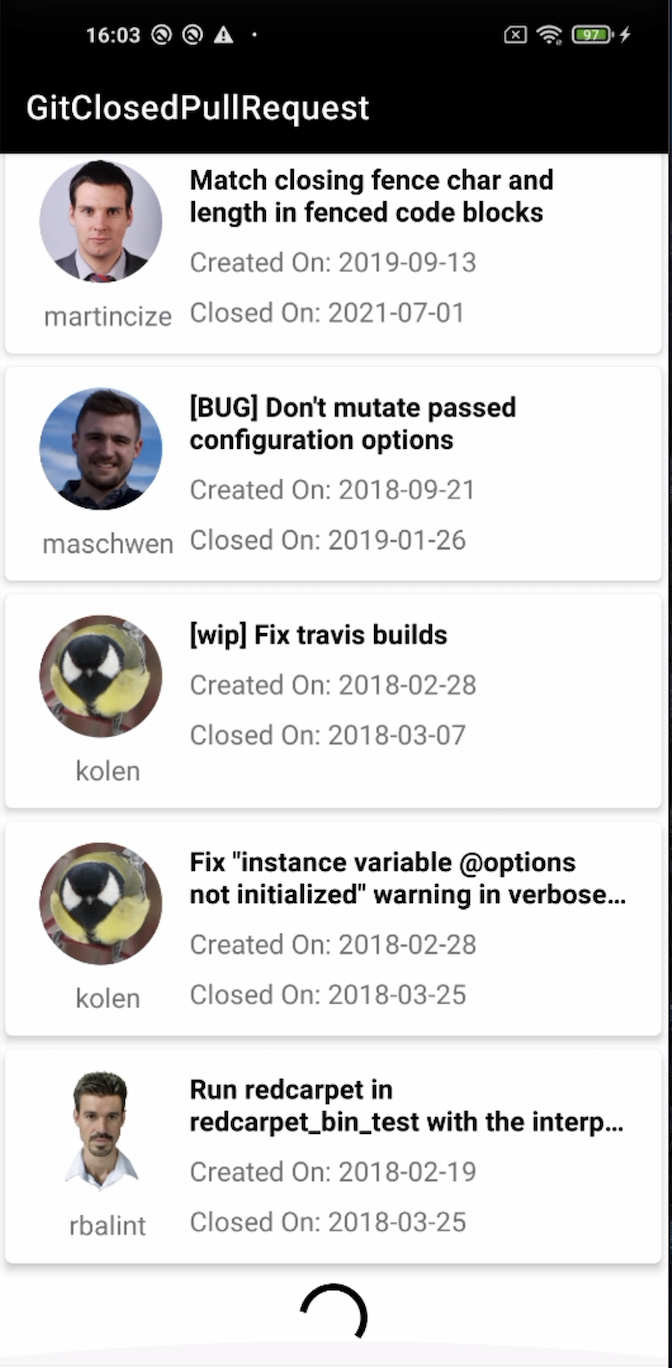 16:03
97
GitClosedPullRequest
Match closing fence char and
length in fenced code blocks
Created On: 2019-09-13
martincize
Closed On: 2021-07-01
[BUG] Don't mutate passed
configuration options
Created On: 2018-09-21
maschwen
Closed On: 2019-01-26
[wip] Fix travis builds
Created On: 2018-02-28
Closed On: 2018-03-07
kolen
Fix "instance variable @options
not initialized" warning in verbose…
Created On: 2018-02-28
Closed On: 2018-03-25
kolen
Run redcarpet in
redcarpet_bin_test with the interp…
Created On: 2018-02-19
Closed On: 2018-03-25
rbalint